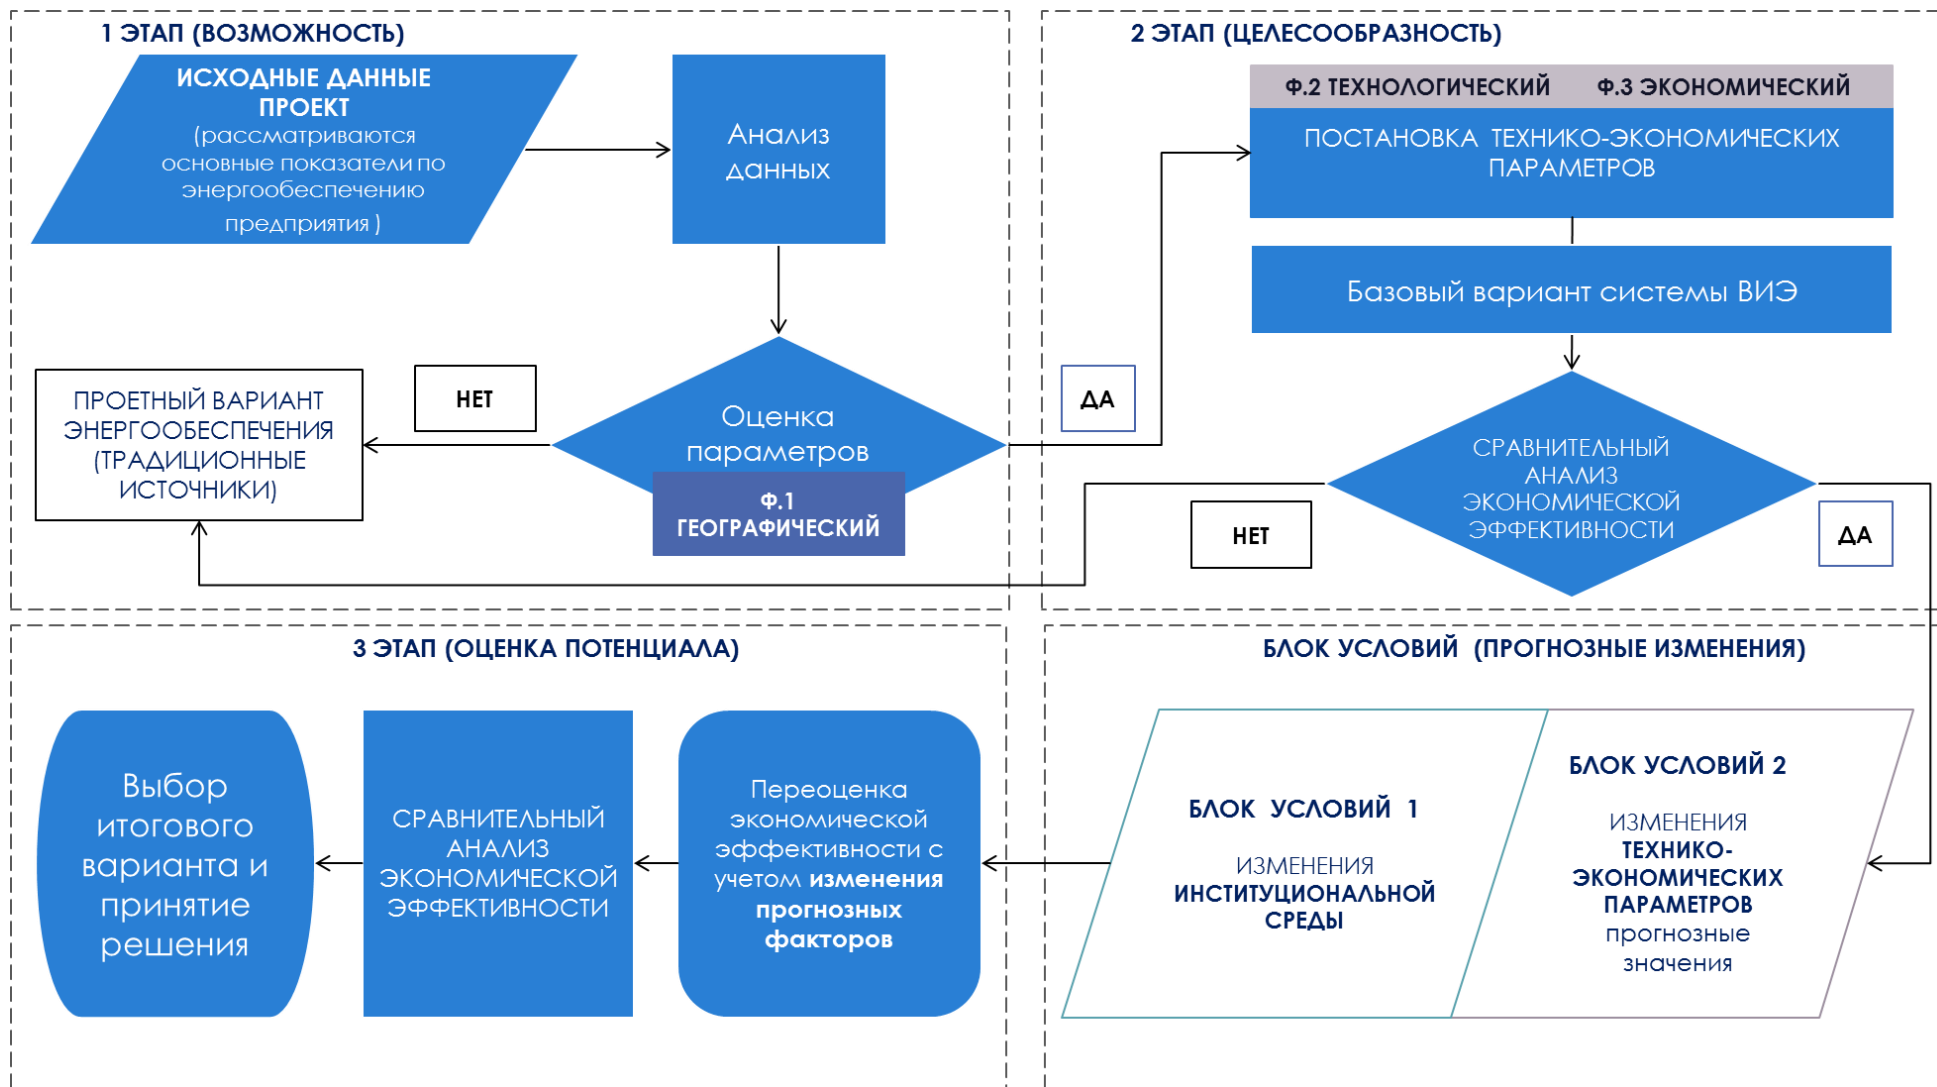 1 ЭТАП (ВОЗМОЖНОСТЬ)
ИСХОДНЫЕ ДАННЫЕ
ПРОЕКТ
(рассматриваются
основные показатели по
энергообеспечению
предприятия )
Анализ
данных
НЕТ
ПРОЕТНЫЙ ВАРИАНТ
ЭНЕРГООБЕСПЕЧЕНИЯ
(ТРАДИЦИОННЫЕ
ИСТОЧНИКИ)
Оценка
параметров
Ф.1
ГЕОГРАФИЧЕСКИЙ
ДА
2 ЭТАП (ЦЕЛЕСООБРАЗНОСТЬ)
Ф.2 ТЕХНОЛОГИЧЕСКИЙ Ф.3 ЭКОНОМИЧЕСКИЙ
ПОСТАНОВКА ТЕХНИКО-ЭКОНОМИЧЕСКИХ
ПАРАМЕТРОВ
Базовый вариант системы ВИЭ
СРАВНИТЕЛЬНЫЙ
АНАЛИЗ
ЭКОНОМИЧЕСКОЙ
ЭФФЕКТИВНОСТИ
НЕТ
ДА
3 ЭТАП (ОЦЕНКА ПОТЕНЦИАЛА)
Выбор
итогового
варианта и
принятие
решения
СРАВНИТЕЛЬНЫЙ
АНАЛИЗ
ЭКОНОМИЧЕСКОЙ
ЭФФЕКТИВНОСТИ
Переоценка
экономической
эффективности с
учетом изменения
прогнозных
факторов
БЛОК УСЛОВИЙ (ПРОГНОЗНЫЕ ИЗМЕНЕНИЯ)
БЛОК УСЛОВИЙ 1
ИЗМЕНЕНИЯ
ИНСТИТУЦИОНАЛЬНОЙ
СРЕДЫ
БЛОК УСЛОВИЙ 2
ИЗМЕНЕНИЯ
ТЕХНИКО-
ЭКОНОМИЧЕСКИХ
ПАРАМЕТРОВ
прогнозные
значения